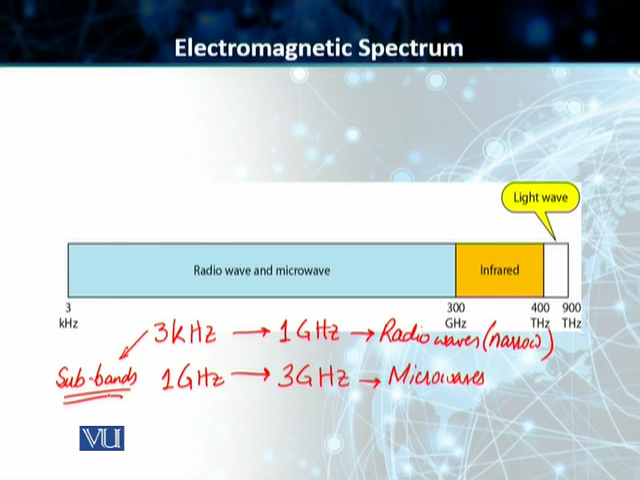 Electromagnetic Spectrum
Light wave
Radio wave and microwave
Infrared
3 kHz
300 GHz
400 THz
900 THz
3kHz → 1GHz → Radio waves (narrow)
Sub-bands 1GHz → 3GHz → Microwaves
VU